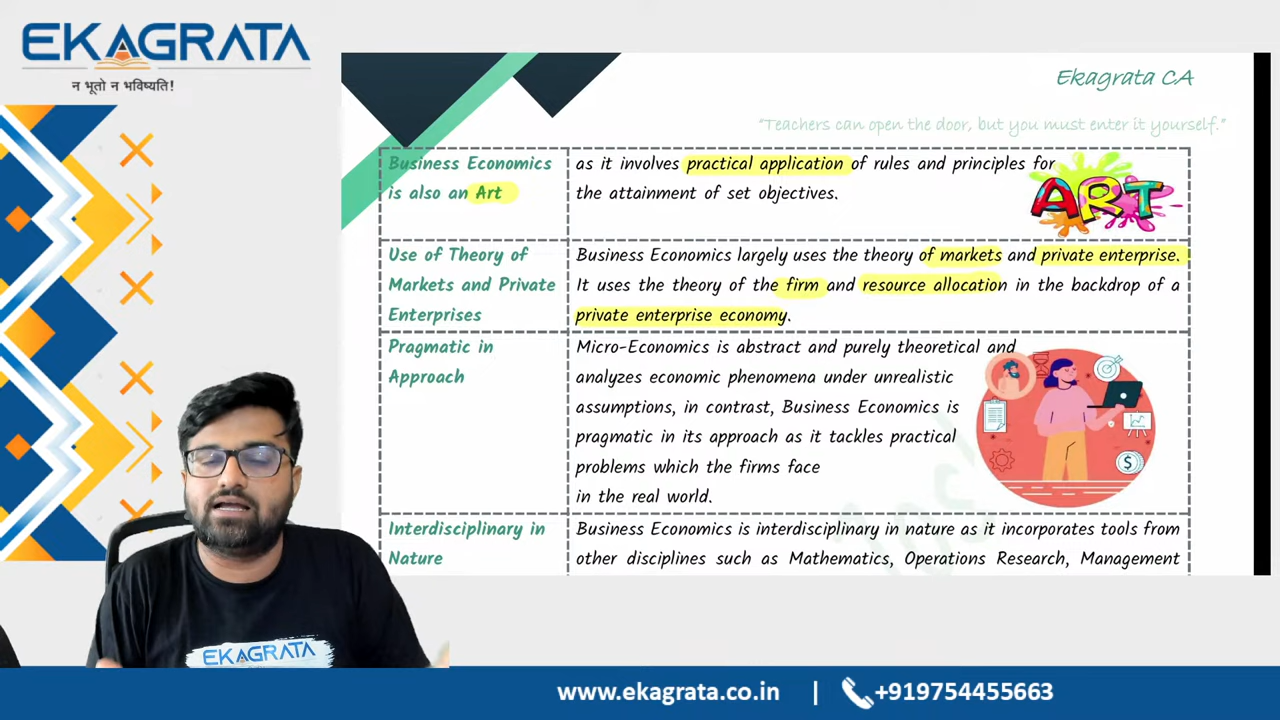 EKAGRATA
न भूतो न भविष्यति!
Ekagrata CA
"Teachers can open the door, but you must enter it yourself."
Business Economics
is also an Art
as it involves practical application of rules and principles for
the attainment of set objectives.
ART
Use of Theory of
Markets and Private
Enterprises
Business Economics largely uses the theory of markets and private enterprise.
It uses the theory of the firm and resource allocation in the backdrop of a
private enterprise economy.
Pragmatic in
Approach
Micro-Economics is abstract and purely theoretical and
analyzes economic phenomena under unrealistic
assumptions, in contrast, Business Economics is
pragmatic in its approach as it tackles practical
problems which the firms face
in the real world.
Interdisciplinary in
Nature
Business Economics is interdisciplinary in nature as it incorporates tools from
other disciplines such as Mathematics, Operations Research, Management
EKAGRATA
www.ekagrata.co.in | +919754455663